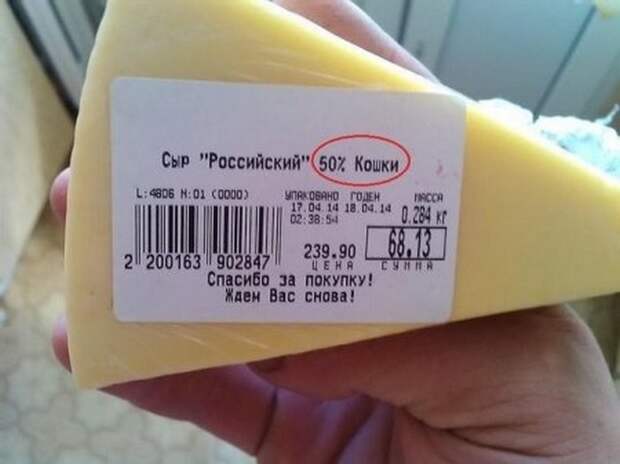 Сыр "Российский" 50% Кошки
L:4806 N:01 (0000) УПАКОВАНО ГОДЕН МАССА
17.04.14 18.04.14 0.284 кг
02:38:54
239.90 68.13
ЦЕНА СУММА
2 200163 902847
Спасибо за покупку!
Ждем Вас снова!